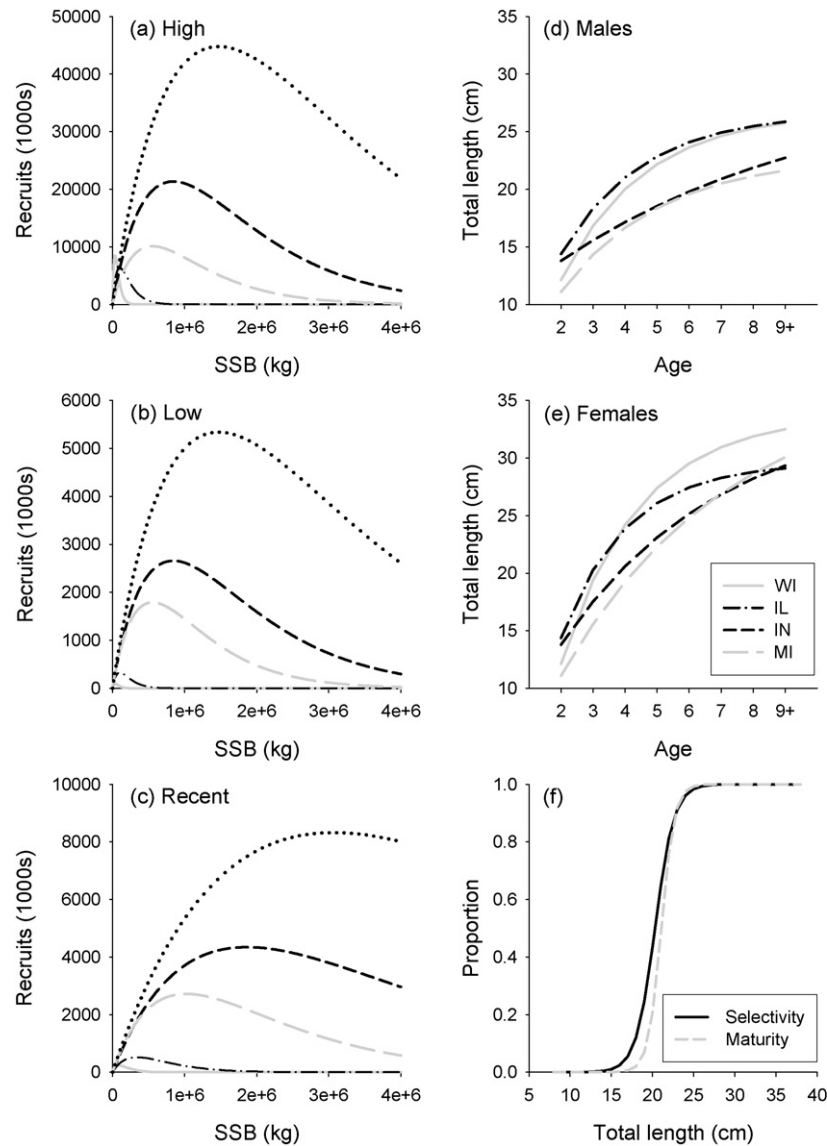 (a) High
50000
40000
30000
20000
10000
0
Recruits (1000s)
0 1e+6 2e+6 3e+6 4e+6
SSB (kg)
(d) Males
35
30
25
20
15
10
Total length (cm)
2 3 4 5 6 7 8 9+
Age
(b) Low
6000
5000
4000
3000
2000
1000
0
Recruits (1000s)
0 1e+6 2e+6 3e+6 4e+6
SSB (kg)
(e) Females
35
30
25
20
15
10
Total length (cm)
WI
IL
IN
MI
2 3 4 5 6 7 8 9+
Age
(c) Recent
10000
8000
6000
4000
2000
0
Recruits (1000s)
0 1e+6 2e+6 3e+6 4e+6
SSB (kg)
(f)
1.0
0.8
0.6
0.4
0.2
0.0
Proportion
Selectivity
Maturity
5 10 15 20 25 30 35 40
Total length (cm)